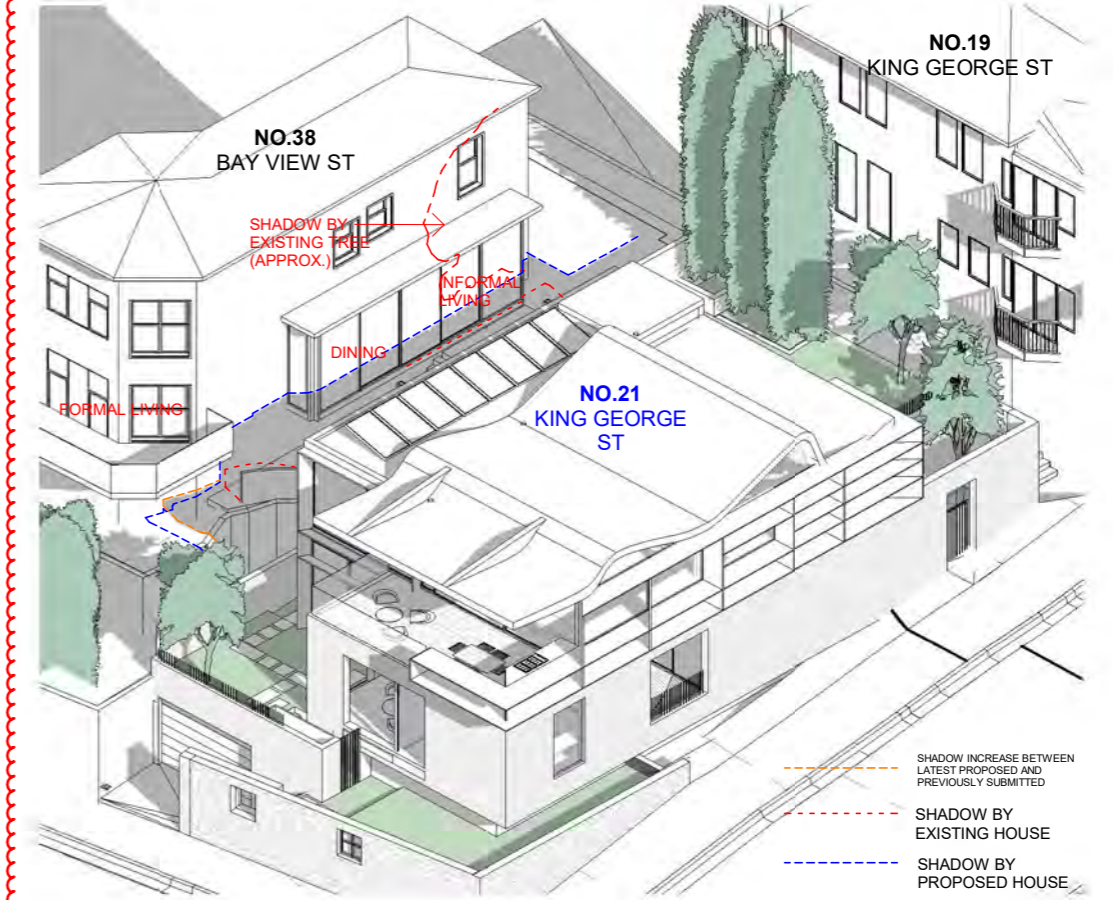 NO.19
KING GEORGE ST
NO.38
BAY VIEW ST
SHADOW BY
EXISTING TREE
(APPROX.)
INFORMAL
LIVING
DINING
NO.21
KING GEORGE
ST
FORMAL LIVING
SHADOW INCREASE BETWEEN
LATEST PROPOSED AND
PREVIOUSLY SUBMITTED
SHADOW BY
EXISTING HOUSE
SHADOW BY
PROPOSED HOUSE